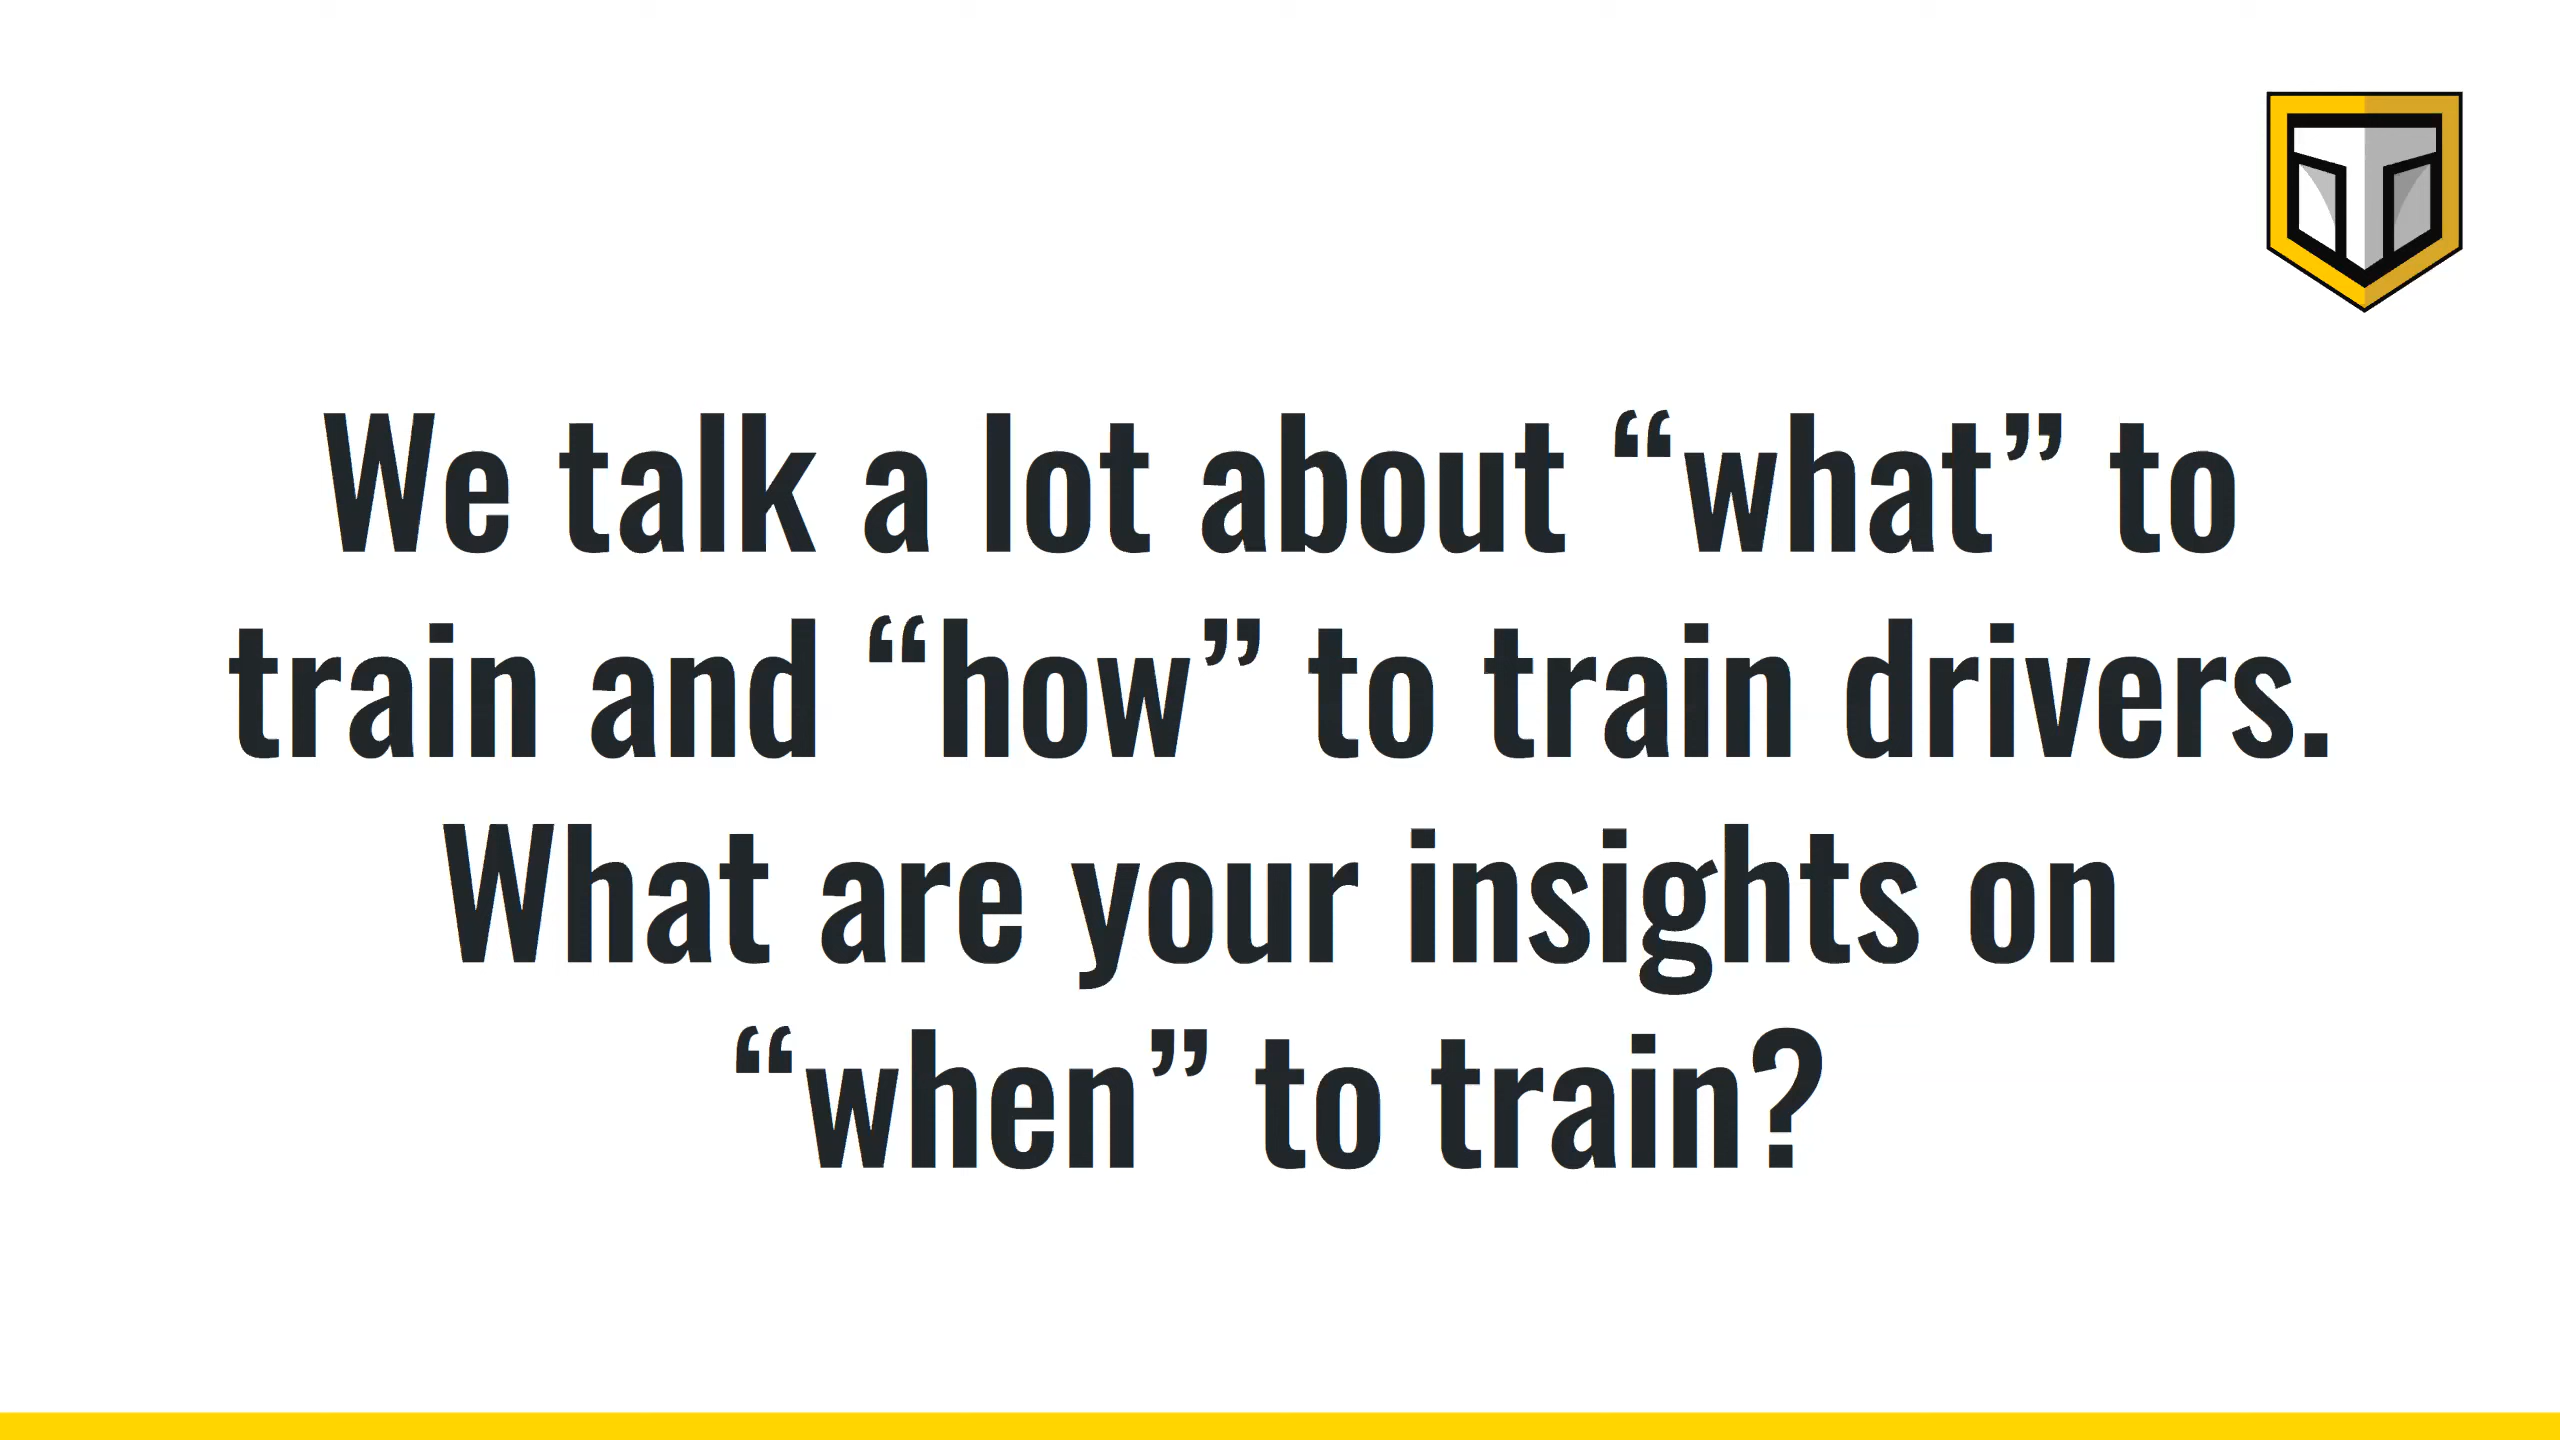 We talk a lot about “what” to
train and “how” to train drivers.
What are your insights on
“when” to train?